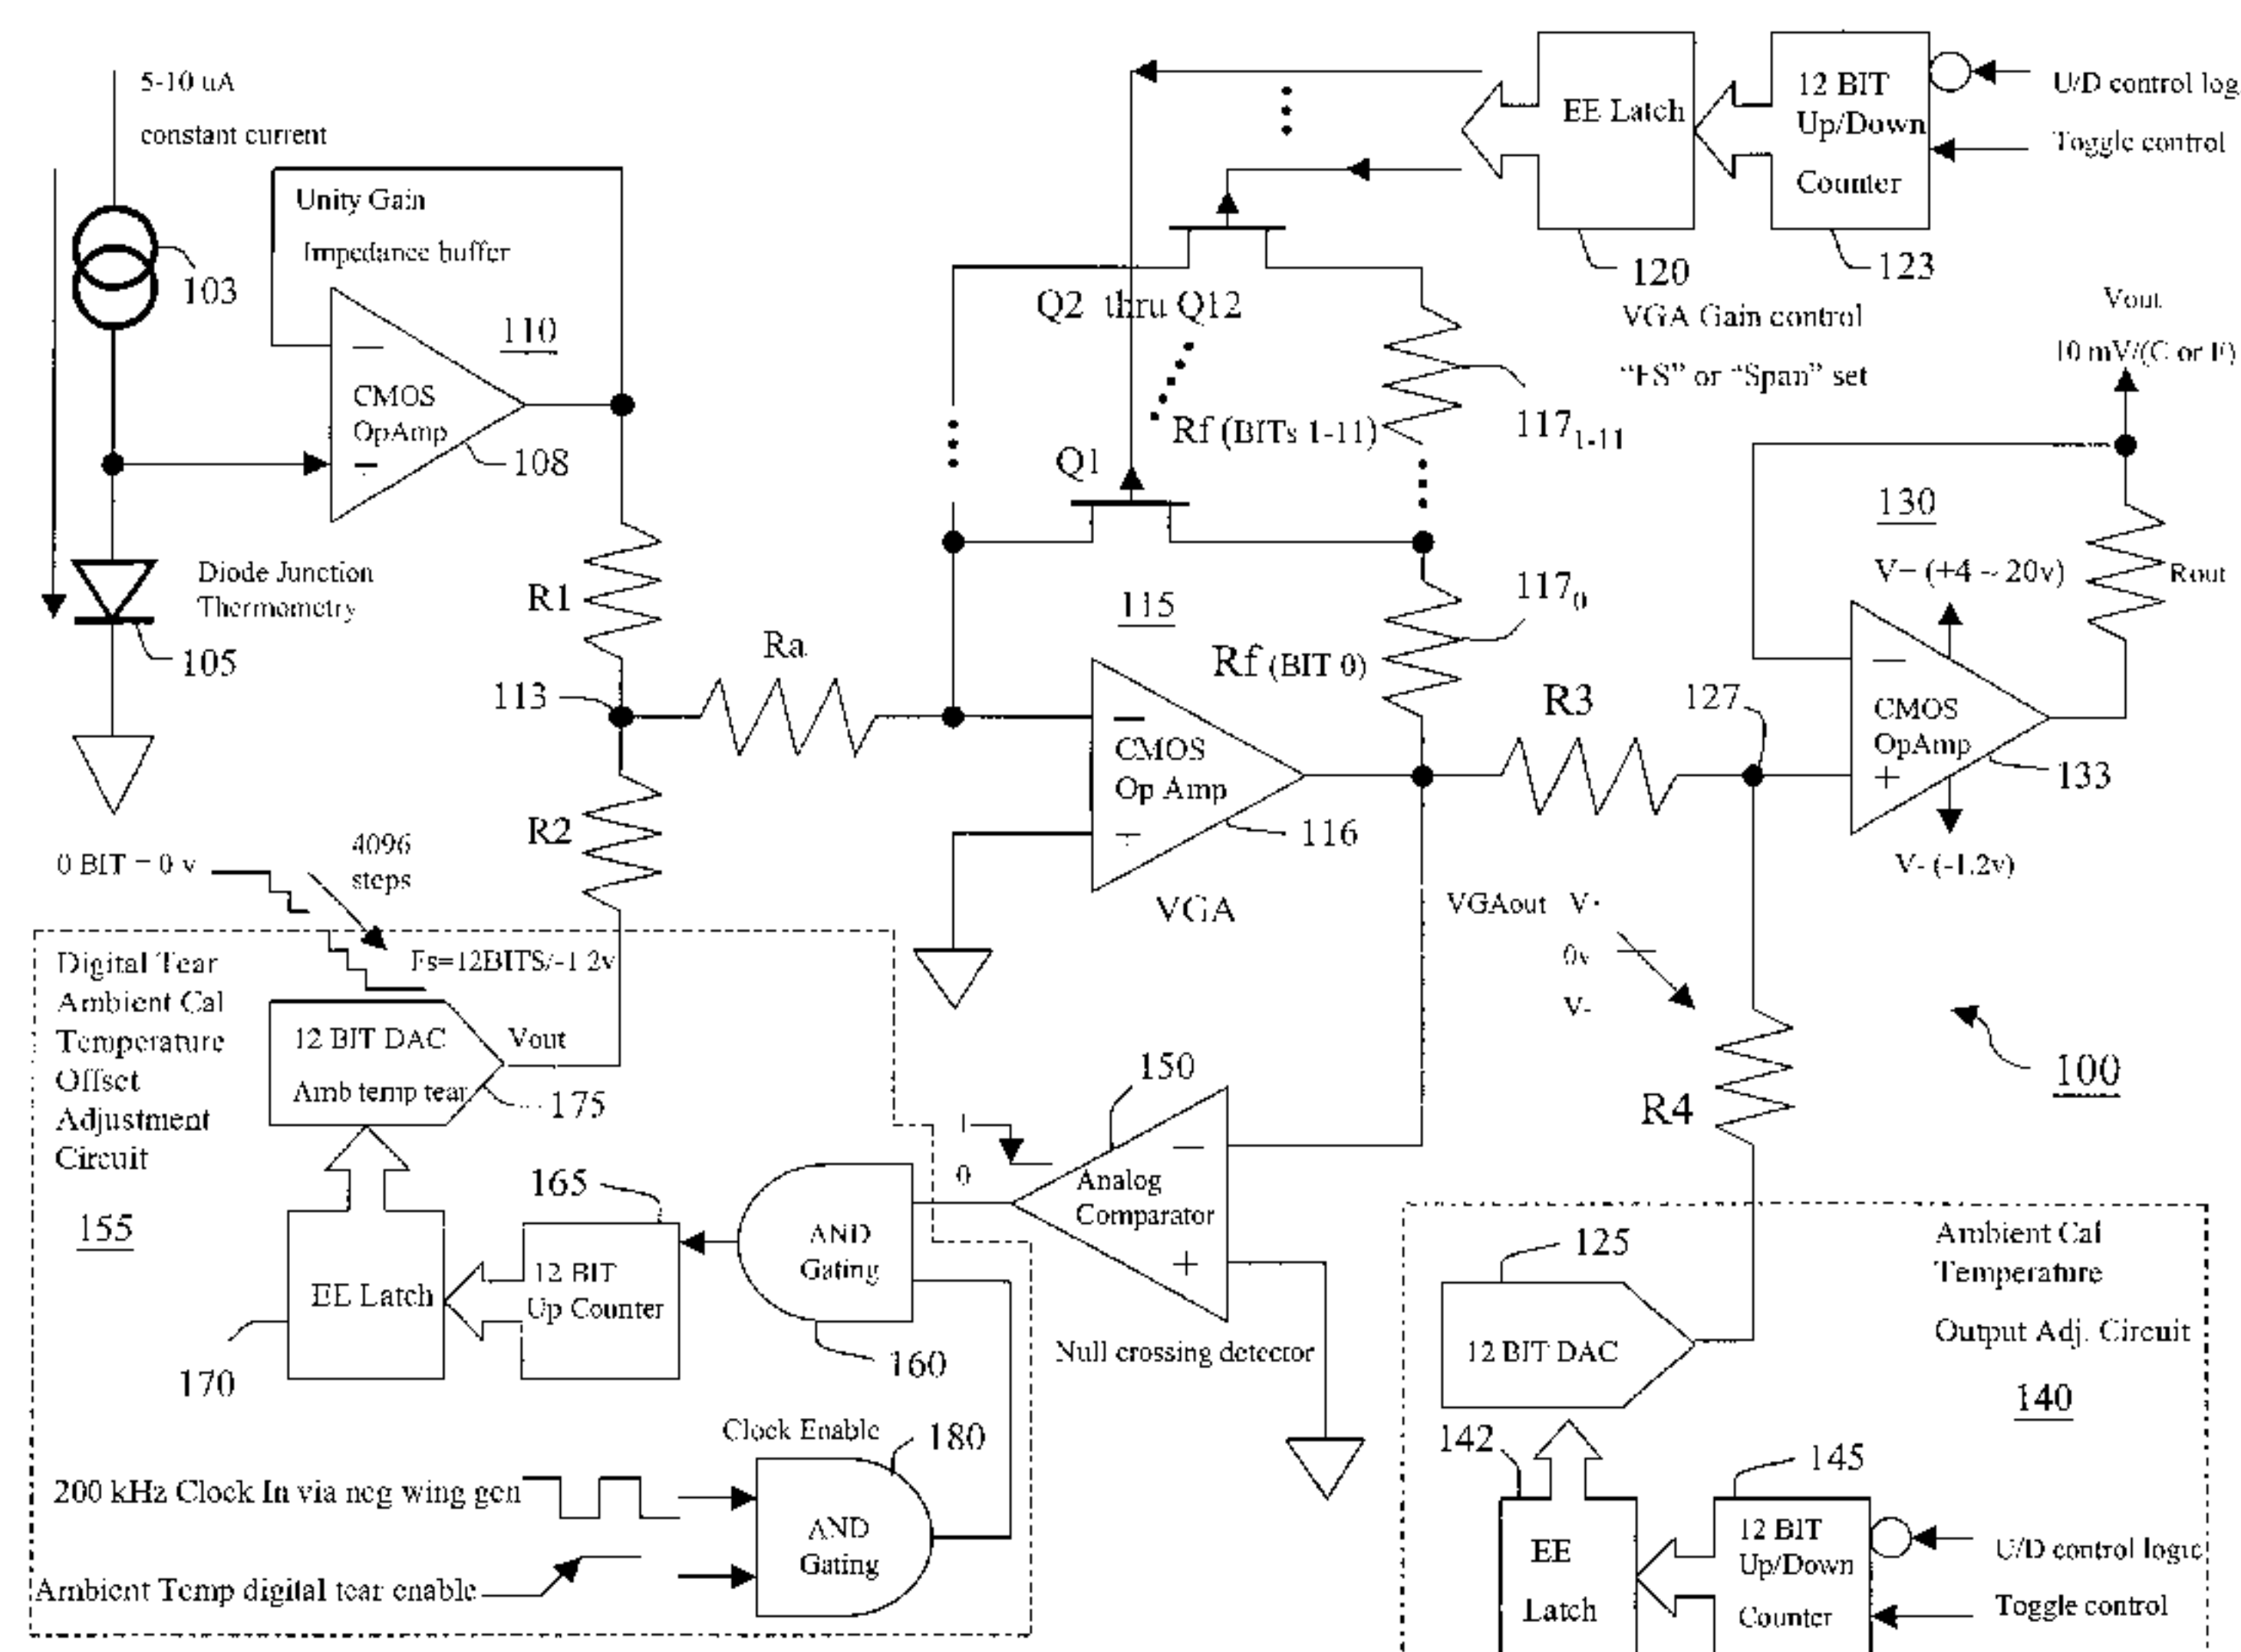 5-10 uA
constant current
Unity Gain
Impedance buffer
103
110
CMOS
OpAmp
108
Diode Junction
Thermometry
105
R1
113
Ra
R2
0 BIT = 0 v
4096
steps
Fs=12BITS/-1 2v
Digital Tear
Ambient Cal
Temperature
Offset
Adjustment
Circuit
155
12 BIT DAC
Vout
Amb temp tear
175
165
EE Latch
170
12 BIT
Up Counter
AND
Gating
160
1
0
150
Analog
Comparator
+
Null crossing detector
Clock Enable
180
200 kHz Clock In via neg wing gen
AND
Gating
Ambient Temp digital tear enable
Q2 thru Q12
Q1
Rf (BITs 1-11)
117 1-11
115
117 0
Rf (BIT 0)
CMOS
Op Amp
116
VGA
EE Latch
12 BIT
Up/Down
Counter
U/D control log
Toggle control
120
123
VGA Gain control
"FS" or "Span" set
Vout
10 mV/(C or F)
130
V+ (+4 ~ 20v)
Rout
R3
127
CMOS
OpAmp
+
133
V- (-1.2v)
VGAout
0v
V-
R4
100
125
12 BIT DAC
Ambient Cal
Temperature
Output Adj. Circuit
140
142
145
EE
Latch
12 BIT
Up/Down
Counter
U/D control logic
Toggle control